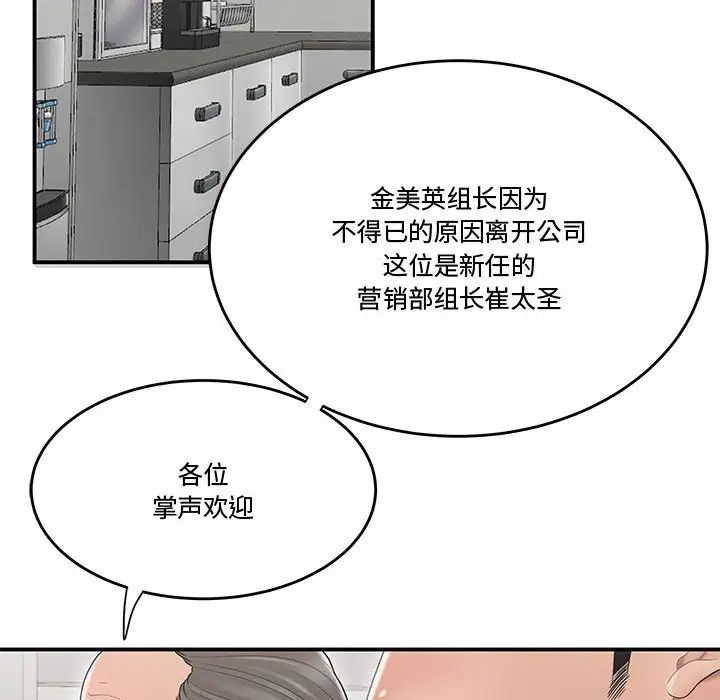 金美英组长因为
不得已的原因离开公司
这位是新任的
营销部组长崔太圣
各位
掌声欢迎